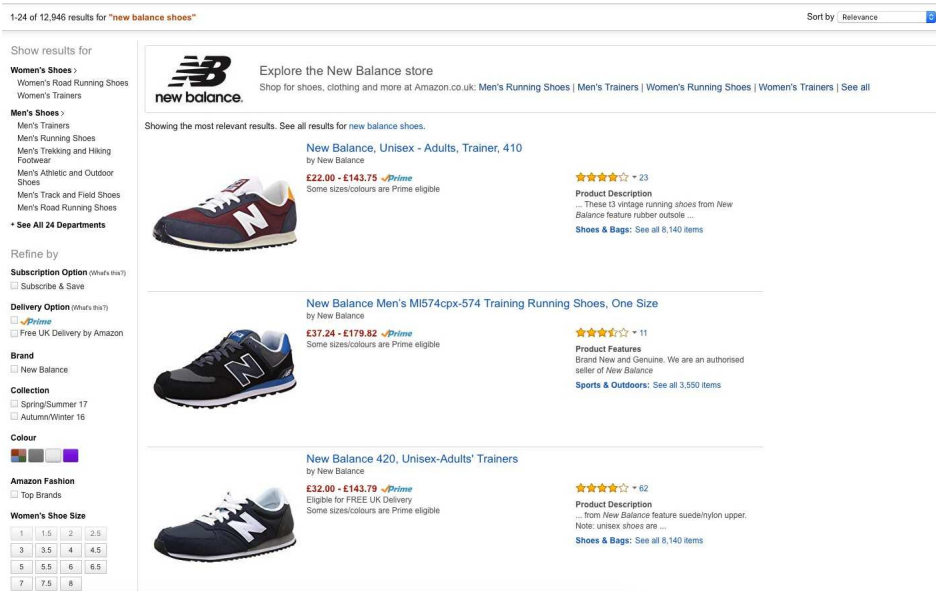 1-24 of 12,946 results for "new balance shoes"
Sort by Relevance
Show results for
Women's Shoes >
Women's Road Running Shoes
Women's Trainers
Men's Shoes >
Men's Trainers
Men's Running Shoes
Men's Trekking and Hiking
Footwear
Men's Athletic and Outdoor
Shoes
Men's Track and Field Shoes
Men's Road Running Shoes
+ See All 24 Departments
Refine by
Subscription Option (What's this?)
Subscribe & Save
Delivery Option (What's this?)
Prime
Free UK Delivery by Amazon
Brand
New Balance
Collection
Spring/Summer 17
Autumn/Winter 16
Colour
Amazon Fashion
Top Brands
Women's Shoe Size
1 1.5 2 2.5
3 3.5 4 4.5
5 5.5 6 6.5
7 7.5 8
NB
new balance.
Explore the New Balance store
Shop for shoes, clothing and more at Amazon.co.uk: Men's Running Shoes | Men's Trainers | Women's Running Shoes | Women's Trainers | See all
Showing the most relevant results. See all results for new balance shoes.
New Balance, Unisex - Adults, Trainer, 410
by New Balance
£22.00 - £143.75 Prime
Some sizes/colours are Prime eligible
23
Product Description
... These t3 vintage running shoes from New
Balance feature rubber outsole ...
Shoes & Bags: See all 8,140 items
N
New Balance Men's Ml574cpx-574 Training Running Shoes, One Size
by New Balance
£37.24 - £179.82 Prime
Some sizes/colours are Prime eligible
11
Product Features
Brand New and Genuine. We are an authorised
seller of New Balance
Sports & Outdoors: See all 3,550 items
N
New Balance 420, Unisex-Adults' Trainers
by New Balance
£32.00 - £143.79 Prime
Eligible for FREE UK Delivery
Some sizes/colours are Prime eligible
62
Product Description
... from New Balance feature suede/nylon upper.
Note: unisex shoes are ...
Shoes & Bags: See all 8,140 items
N